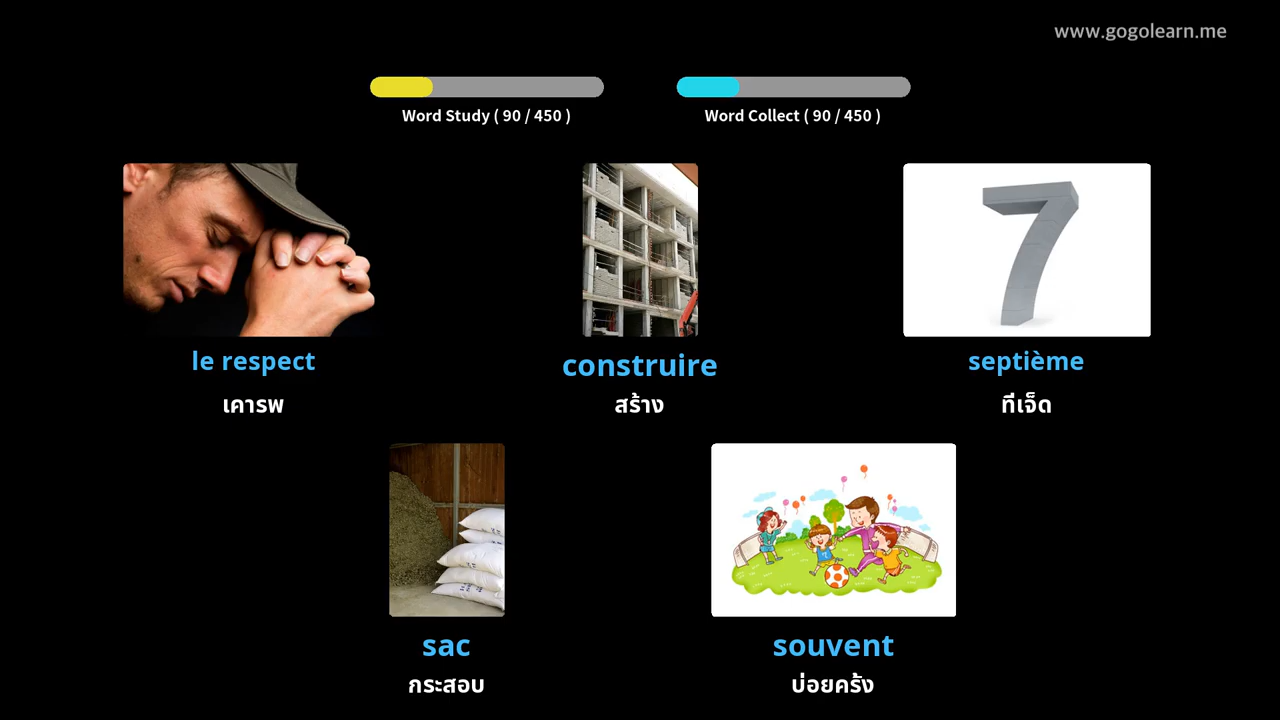 www.gogolearn.me
Word Study ( 90 / 450 )
Word Collect ( 90 / 450 )
le respect
construire
septième
เคารพ
สร้าง
ที่เจ็ด
sac
souvent
กระสอบ
บ่อยครั้ง